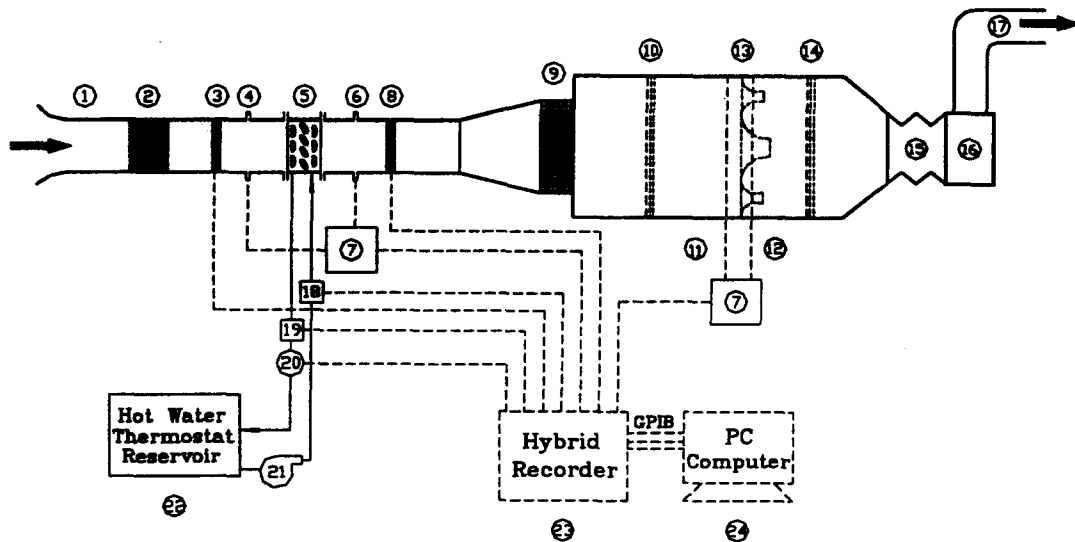 17
10 13 14
9
1 2 3 4 5 6 8
15 16
7
11 12
18
7
19
20
Hot Water
Thermostat
Reservoir
21
22
Hybrid
Recorder
23
GPIB
PC
Computer
24